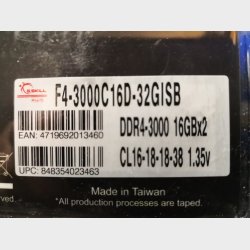 G.SKILL
F4-3000C16D-32GISB
DDR4-3000 16GBx2
EAN: 4719692013460
CL16-18-18-38 1.35v
UPC: 848354023463
Made in Taiwan
*All production processes are taped.